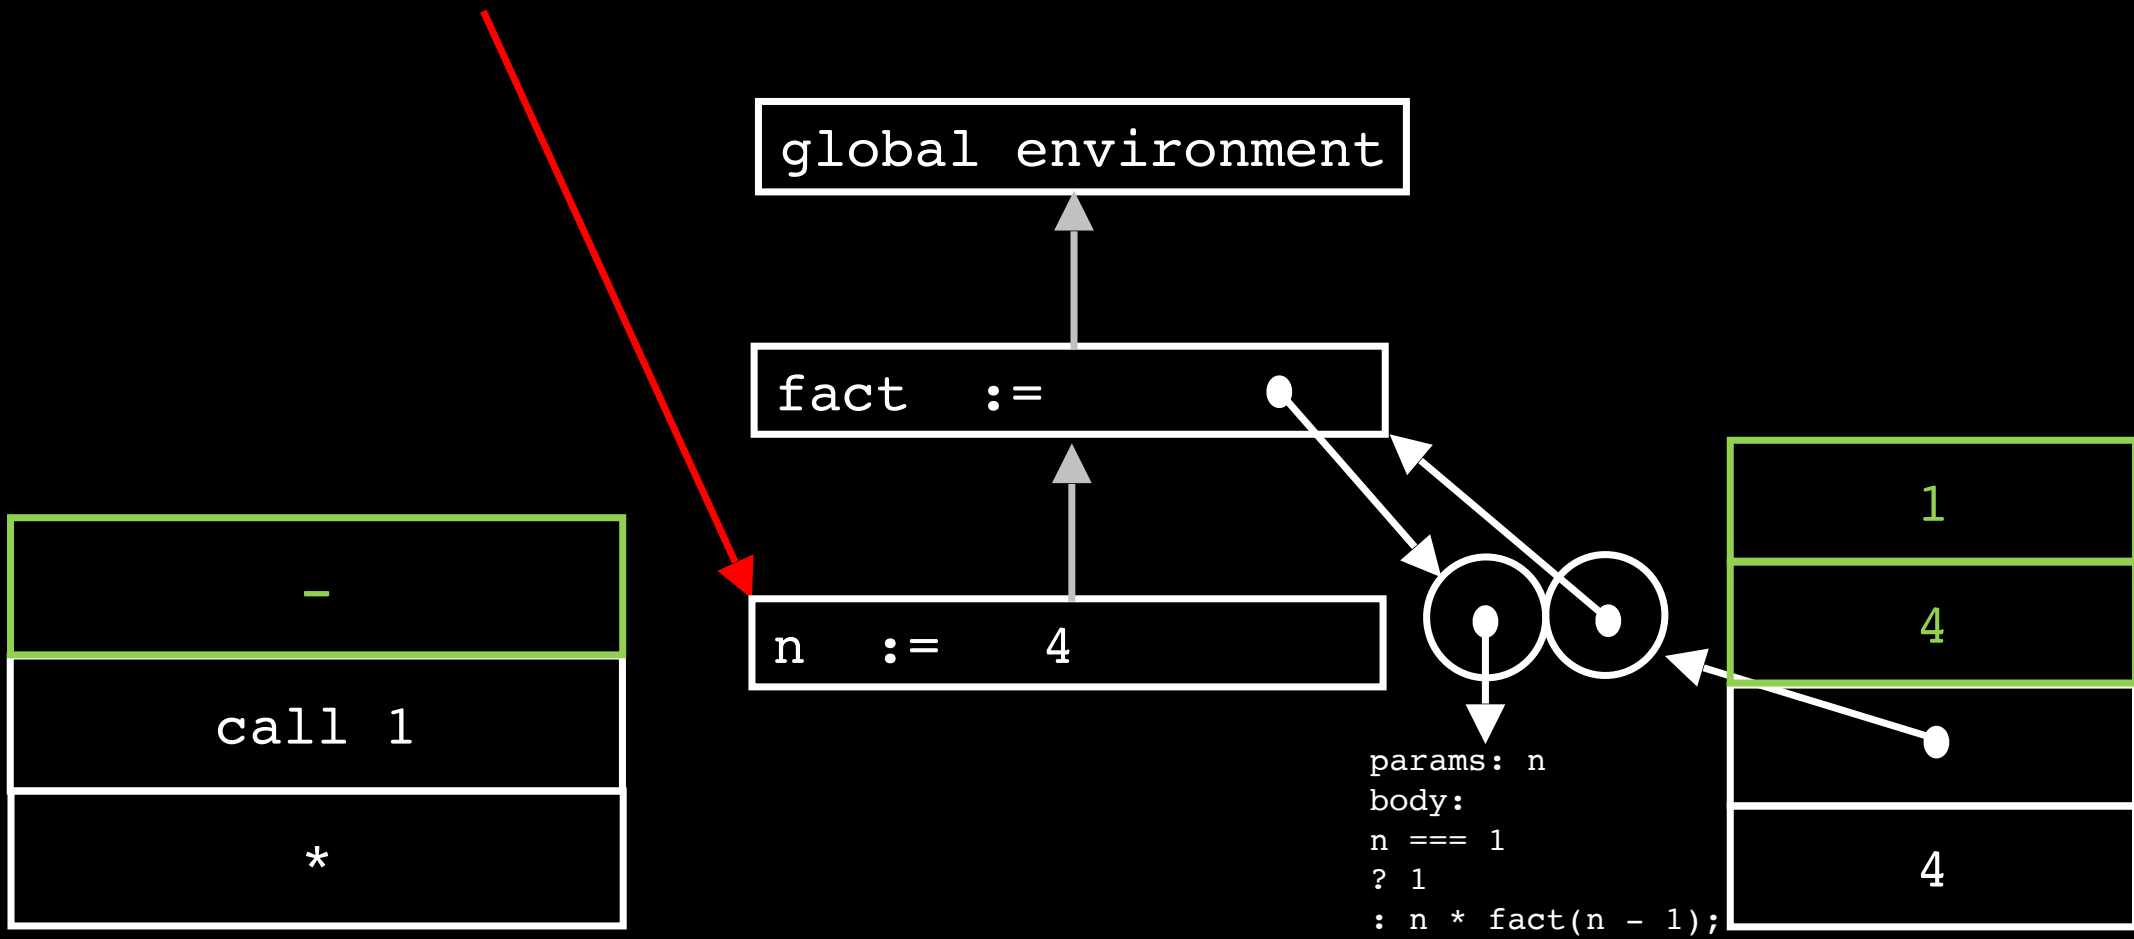 global environment
fact :=
n := 4
-
call 1
*
params: n
body:
n === 1
? 1
: n * fact(n - 1);
1
4
4